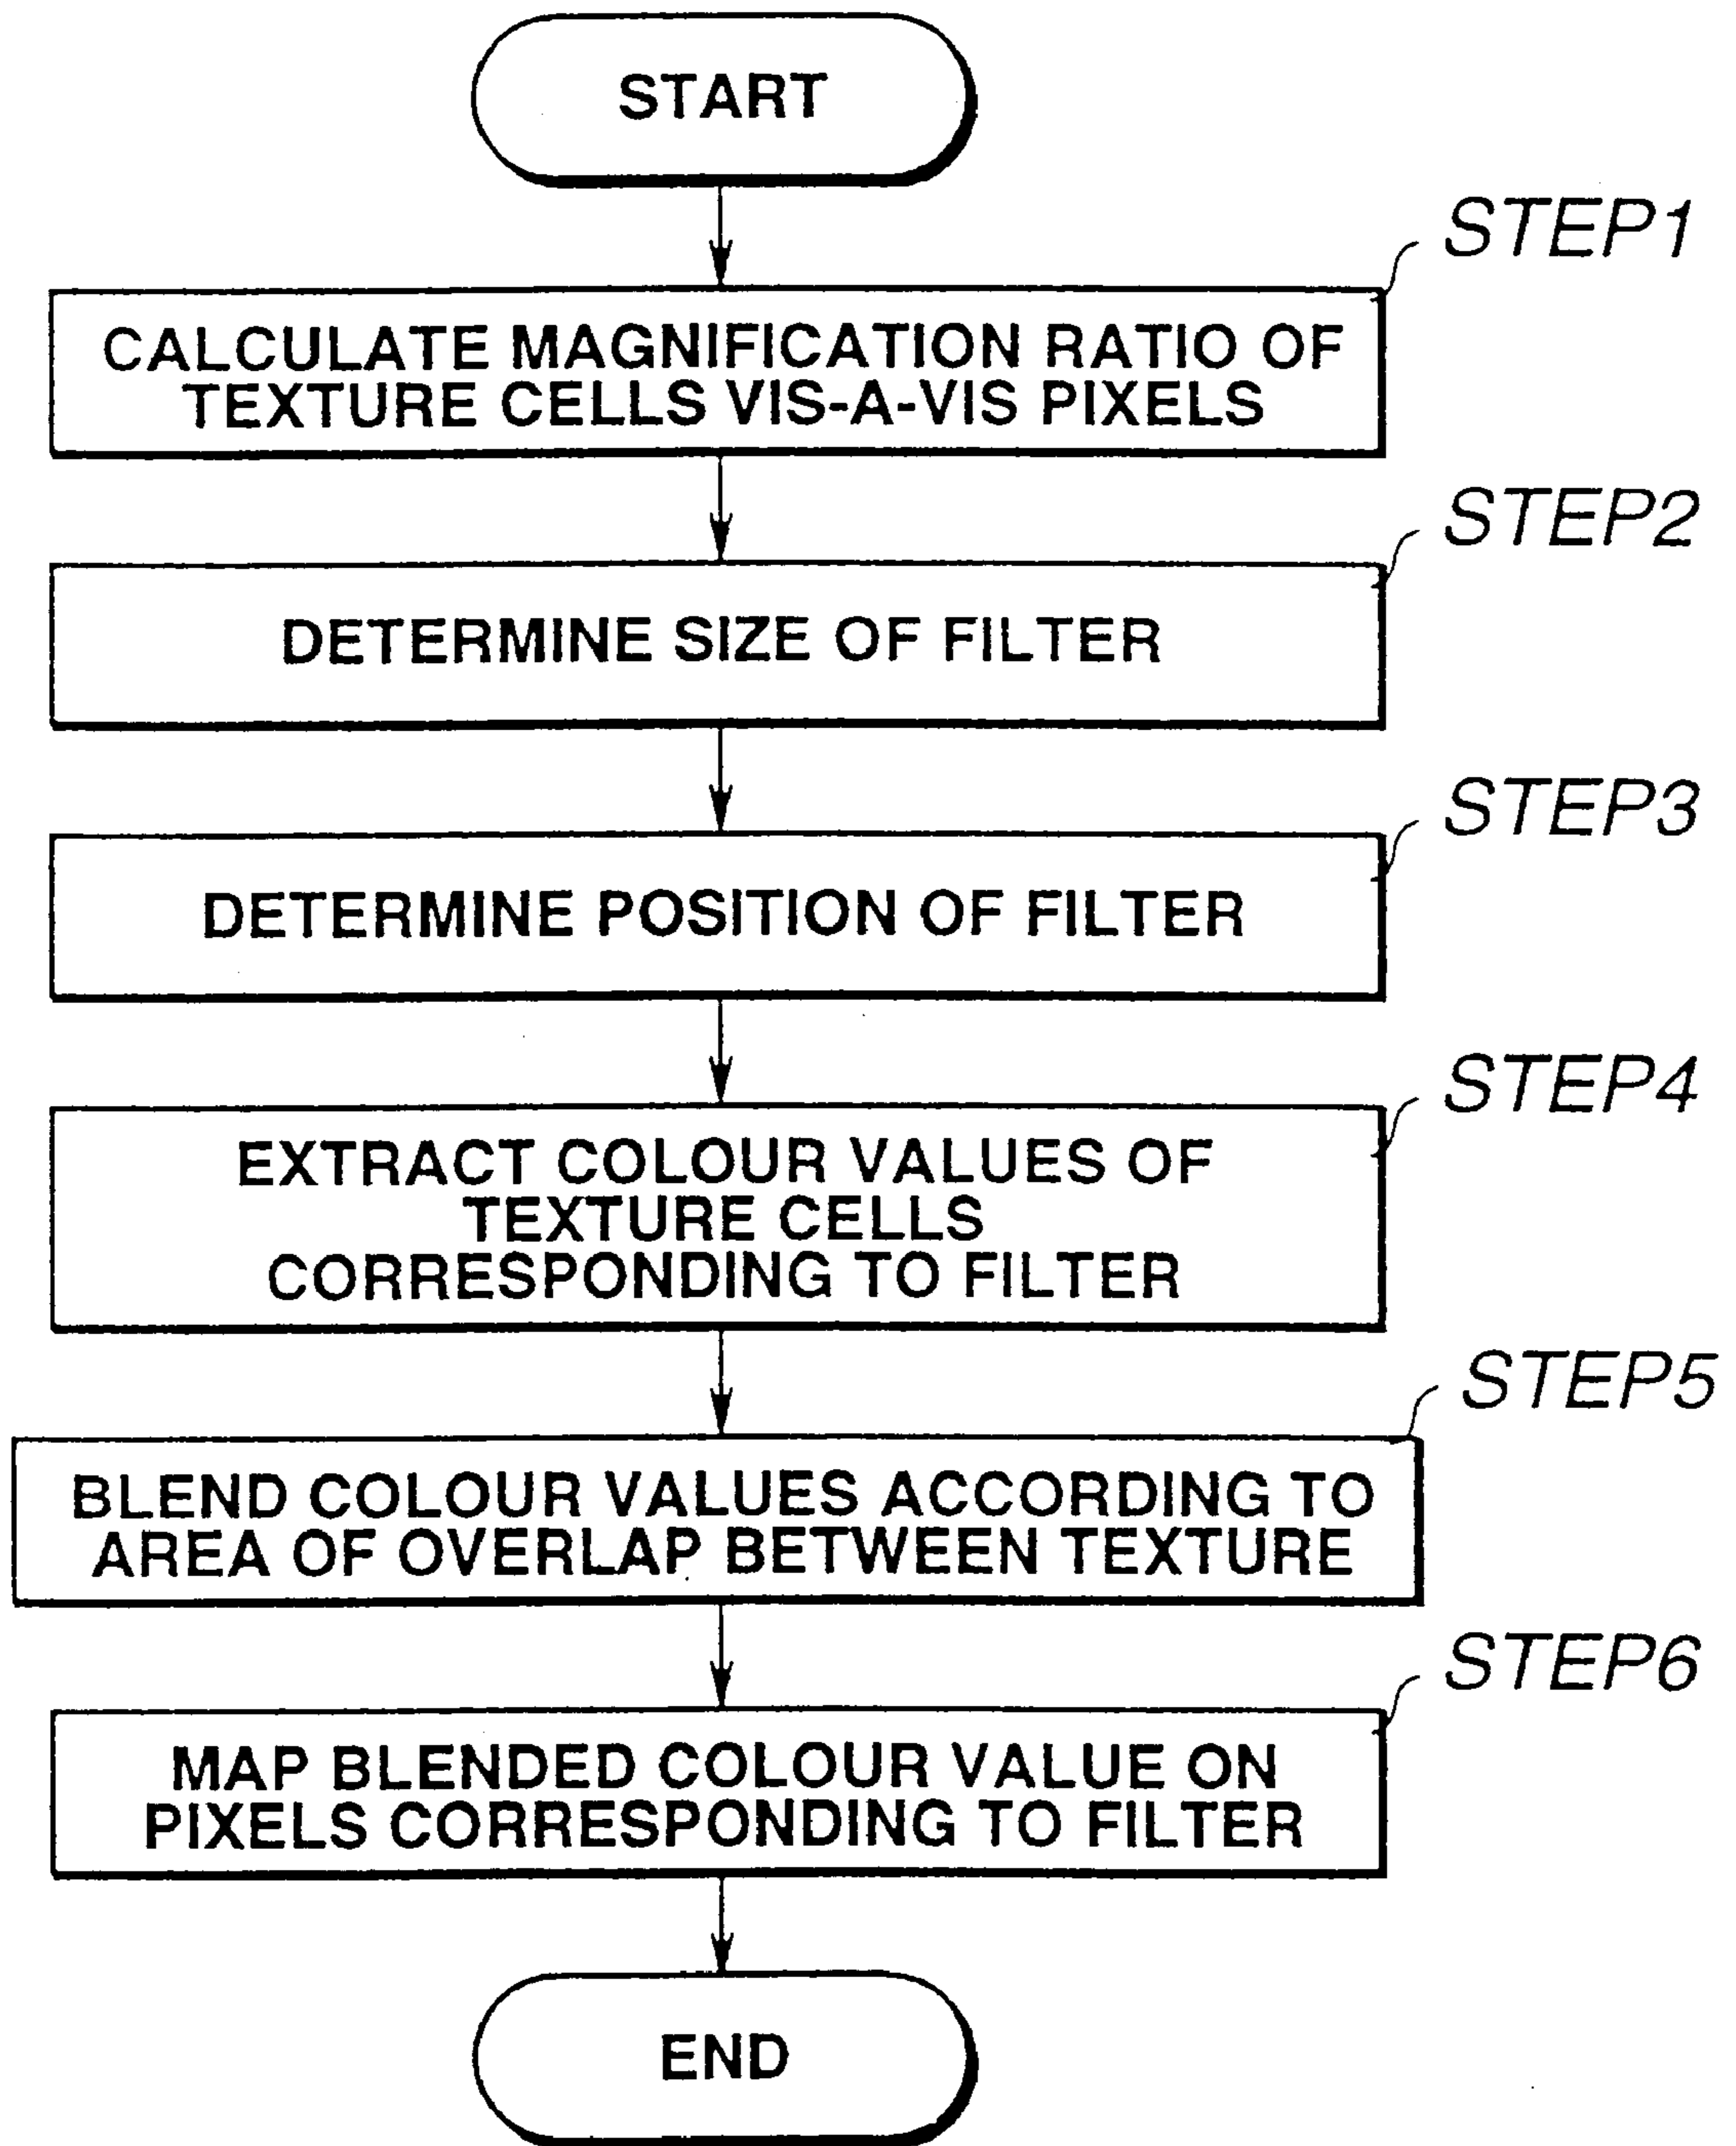 START
STEP1
CALCULATE MAGNIFICATION RATIO OF
TEXTURE CELLS VIS-A-VIS PIXELS
STEP2
DETERMINE SIZE OF FILTER
STEP3
DETERMINE POSITION OF FILTER
STEP4
EXTRACT COLOUR VALUES OF
TEXTURE CELLS
CORRESPONDING TO FILTER
STEP5
BLEND COLOUR VALUES ACCORDING TO
AREA OF OVERLAP BETWEEN TEXTURE
STEP6
MAP BLENDED COLOUR VALUE ON
PIXELS CORRESPONDING TO FILTER
END